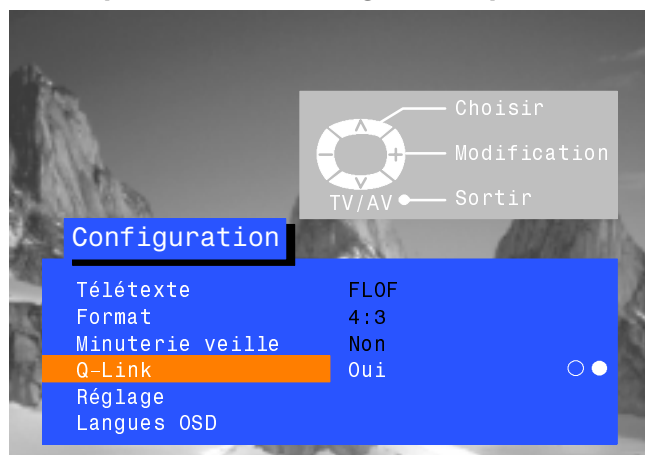 Choisir
Modification
TV/AV Sortir
Configuration
Télétexte FLOF
Format 4:3
Minuterie veille Non
Q-Link Oui
Réglage
Langues OSD